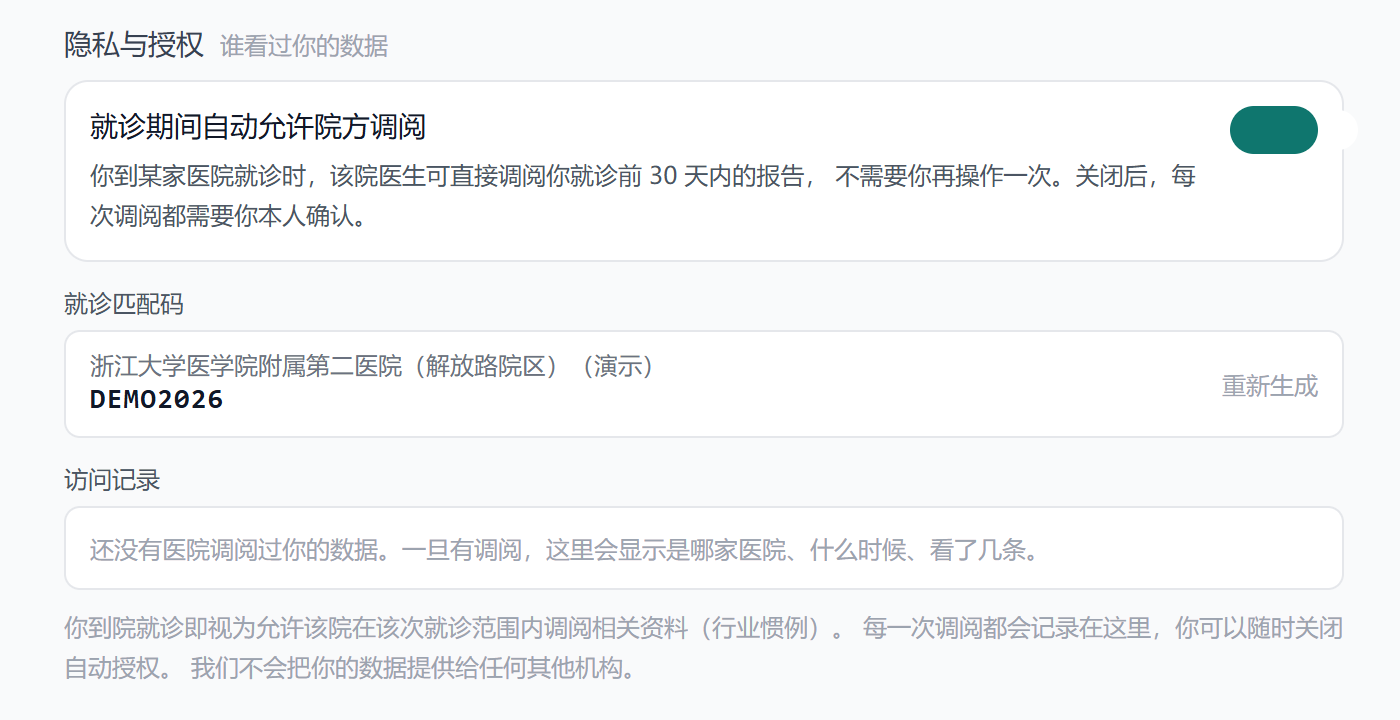 隐私与授权 谁看过你的数据
就诊期间自动允许院方调阅
你到某家医院就诊时，该院医生可直接调阅你就诊前 30 天内的报告， 不需要你再操作一次。关闭后，每
次调阅都需要你本人确认。
就诊匹配码
浙江大学医学院附属第二医院（解放路院区）（演示）
DEMO2026
重新生成
访问记录
还没有医院调阅过你的数据。一旦有调阅，这里会显示是哪家医院、什么时候、看了几条。
你到院就诊即视为允许该院在该次就诊范围内调阅相关资料（行业惯例）。 每一次调阅都会记录在这里，你可以随时关闭
自动授权。 我们不会把你的数据提供给任何其他机构。